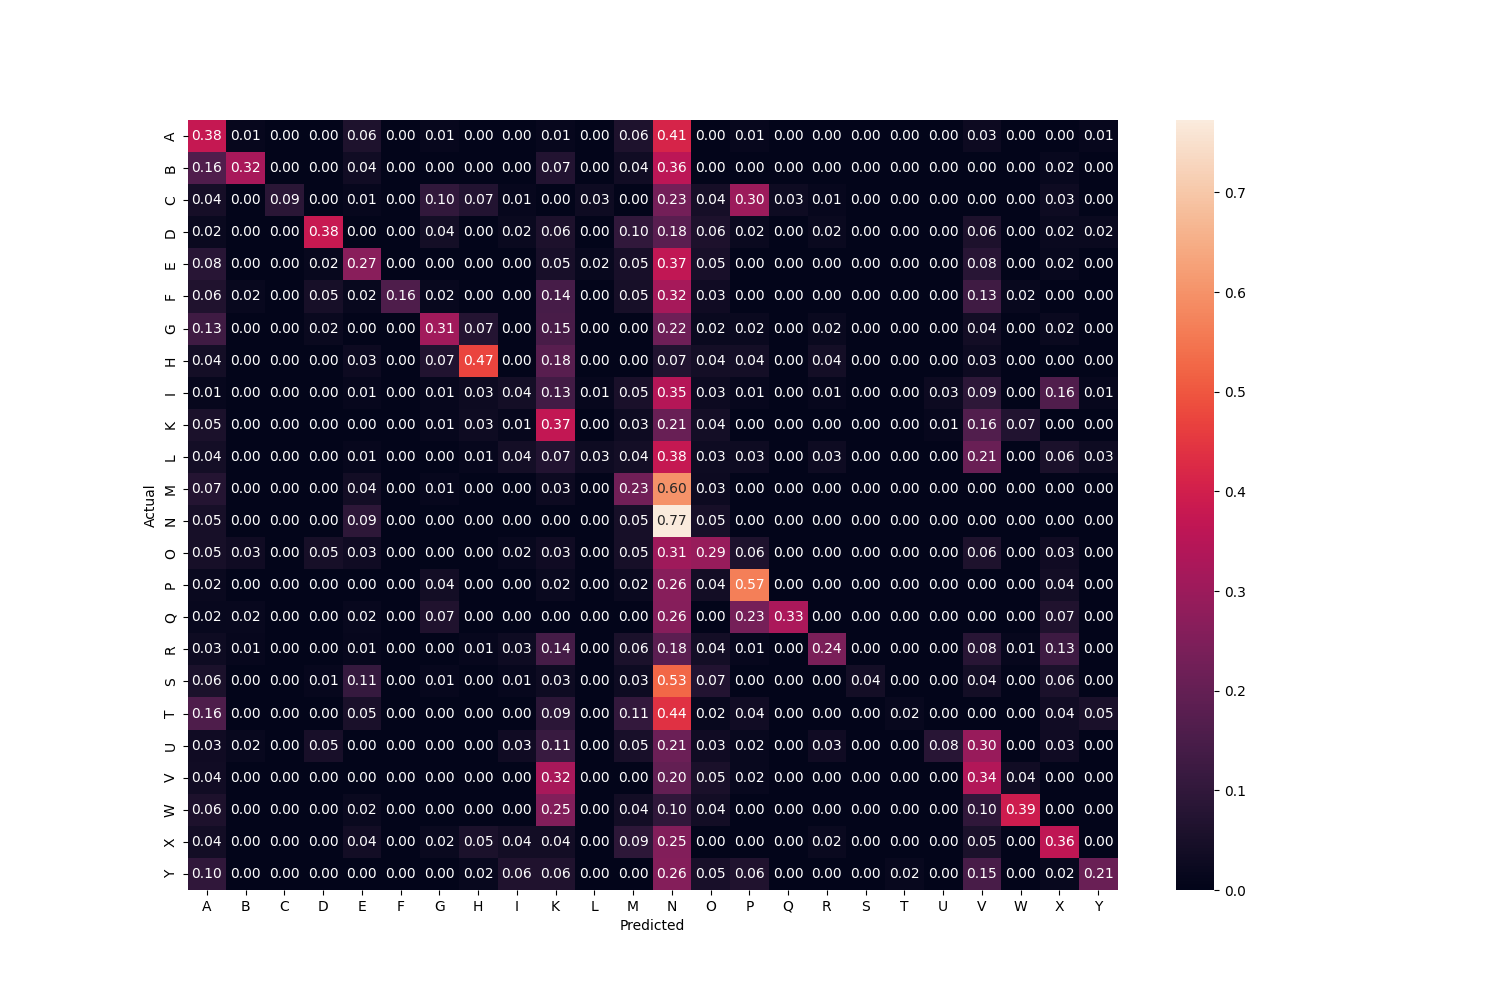 A 0.38 0.01 0.00 0.00 0.06 0.00 0.01 0.00 0.00 0.01 0.00 0.06 0.41 0.00 0.01 0.00 0.00 0.00 0.00 0.00 0.03 0.00 0.00 0.01
B 0.16 0.32 0.00 0.00 0.04 0.00 0.00 0.00 0.00 0.07 0.00 0.04 0.36 0.00 0.00 0.00 0.00 0.00 0.00 0.00 0.00 0.00 0.02 0.00
C 0.04 0.00 0.09 0.00 0.01 0.00 0.10 0.07 0.01 0.00 0.03 0.00 0.23 0.04 0.30 0.03 0.01 0.00 0.00 0.00 0.00 0.00 0.03 0.00
D 0.02 0.00 0.00 0.38 0.00 0.00 0.04 0.00 0.02 0.06 0.00 0.10 0.18 0.06 0.02 0.00 0.02 0.00 0.00 0.00 0.06 0.00 0.02 0.02
E 0.08 0.00 0.00 0.02 0.27 0.00 0.00 0.00 0.00 0.05 0.02 0.05 0.37 0.05 0.00 0.00 0.00 0.00 0.00 0.00 0.08 0.00 0.02 0.00
F 0.06 0.02 0.00 0.05 0.02 0.16 0.02 0.00 0.00 0.14 0.00 0.05 0.32 0.03 0.00 0.00 0.00 0.00 0.00 0.00 0.13 0.02 0.00 0.00
G 0.13 0.00 0.00 0.02 0.00 0.00 0.31 0.07 0.00 0.15 0.00 0.00 0.22 0.02 0.02 0.00 0.02 0.00 0.00 0.00 0.04 0.00 0.02 0.00
H 0.04 0.00 0.00 0.00 0.03 0.00 0.07 0.47 0.00 0.18 0.00 0.00 0.07 0.04 0.04 0.00 0.04 0.00 0.00 0.00 0.03 0.00 0.00 0.00
I 0.01 0.00 0.00 0.00 0.01 0.00 0.01 0.03 0.04 0.13 0.01 0.05 0.35 0.03 0.01 0.00 0.01 0.00 0.00 0.03 0.09 0.00 0.16 0.01
K 0.05 0.00 0.00 0.00 0.00 0.00 0.01 0.03 0.01 0.37 0.00 0.03 0.21 0.04 0.00 0.00 0.00 0.00 0.00 0.01 0.16 0.07 0.00 0.00
L 0.04 0.00 0.00 0.00 0.01 0.00 0.00 0.01 0.04 0.07 0.03 0.04 0.38 0.03 0.03 0.00 0.03 0.00 0.00 0.00 0.21 0.00 0.06 0.03
M 0.07 0.00 0.00 0.00 0.04 0.00 0.01 0.00 0.00 0.03 0.00 0.23 0.60 0.03 0.00 0.00 0.00 0.00 0.00 0.00 0.00 0.00 0.00 0.00
N 0.05 0.00 0.00 0.00 0.09 0.00 0.00 0.00 0.00 0.00 0.00 0.05 0.77 0.05 0.00 0.00 0.00 0.00 0.00 0.00 0.00 0.00 0.00 0.00
O 0.05 0.03 0.00 0.05 0.03 0.00 0.00 0.00 0.02 0.03 0.00 0.05 0.31 0.29 0.06 0.00 0.00 0.00 0.00 0.00 0.06 0.00 0.03 0.00
P 0.02 0.00 0.00 0.00 0.00 0.00 0.04 0.00 0.00 0.02 0.00 0.02 0.26 0.04 0.57 0.00 0.00 0.00 0.00 0.00 0.00 0.00 0.04 0.00
Q 0.02 0.02 0.00 0.00 0.02 0.00 0.07 0.00 0.00 0.00 0.00 0.00 0.26 0.00 0.23 0.33 0.00 0.00 0.00 0.00 0.00 0.00 0.07 0.00
R 0.03 0.01 0.00 0.00 0.01 0.00 0.00 0.01 0.03 0.14 0.00 0.06 0.18 0.04 0.01 0.00 0.24 0.00 0.00 0.00 0.08 0.01 0.13 0.00
S 0.06 0.00 0.00 0.01 0.11 0.00 0.01 0.00 0.01 0.03 0.00 0.03 0.53 0.07 0.00 0.00 0.00 0.04 0.00 0.00 0.04 0.00 0.06 0.00
T 0.16 0.00 0.00 0.00 0.05 0.00 0.00 0.00 0.00 0.09 0.00 0.11 0.44 0.02 0.04 0.00 0.00 0.00 0.02 0.00 0.00 0.00 0.04 0.05
U 0.03 0.02 0.00 0.05 0.00 0.00 0.00 0.00 0.03 0.11 0.00 0.05 0.21 0.03 0.02 0.00 0.03 0.00 0.00 0.08 0.30 0.00 0.03 0.00
V 0.04 0.00 0.00 0.00 0.00 0.00 0.00 0.00 0.00 0.32 0.00 0.00 0.20 0.05 0.02 0.00 0.00 0.00 0.00 0.00 0.34 0.04 0.00 0.00
W 0.06 0.00 0.00 0.00 0.02 0.00 0.00 0.00 0.00 0.25 0.00 0.04 0.10 0.04 0.00 0.00 0.00 0.00 0.00 0.00 0.10 0.39 0.00 0.00
X 0.04 0.00 0.00 0.00 0.04 0.00 0.02 0.05 0.04 0.04 0.00 0.09 0.25 0.00 0.00 0.00 0.02 0.00 0.00 0.00 0.05 0.00 0.36 0.00
Y 0.10 0.00 0.00 0.00 0.00 0.00 0.00 0.02 0.06 0.06 0.00 0.00 0.26 0.05 0.06 0.00 0.00 0.00 0.02 0.00 0.15 0.00 0.02 0.21
A B C D E F G H I K L M N O P Q R S T U V W X Y
Predicted
Actual
0.7
0.6
0.5
0.4
0.3
0.2
0.1
0.0